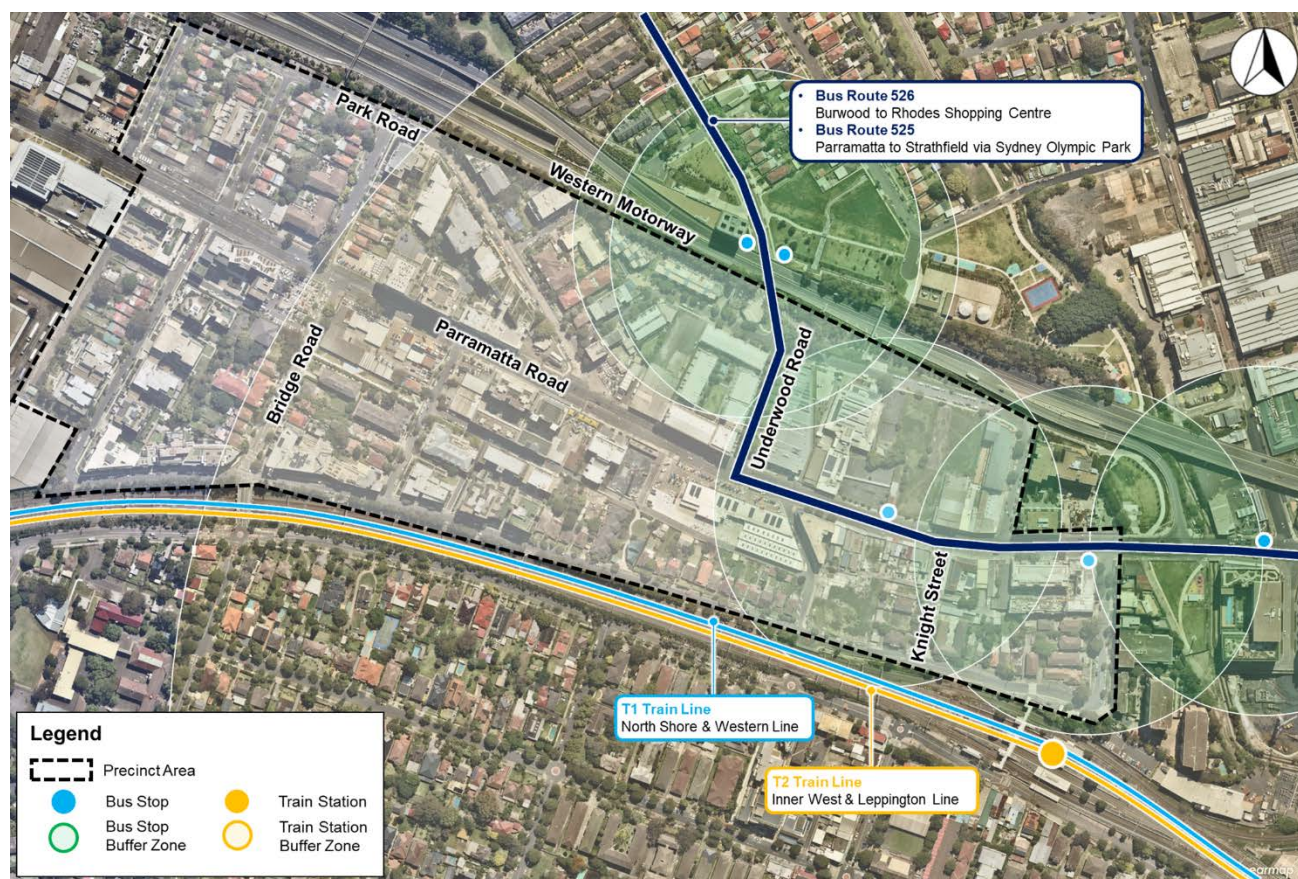 • Bus Route 526
Burwood to Rhodes Shopping Centre
• Bus Route 525
Parramatta to Strathfield via Sydney Olympic Park
Park Road
Western Motorway
Underwood Road
Bridge Road
Parramatta Road
Knight Street
T1 Train Line
North Shore & Western Line
T2 Train Line
Inner West & Leppington Line
Legend
Precinct Area
Bus Stop
Train Station
Bus Stop
Buffer Zone
Train Station
Buffer Zone
earmap